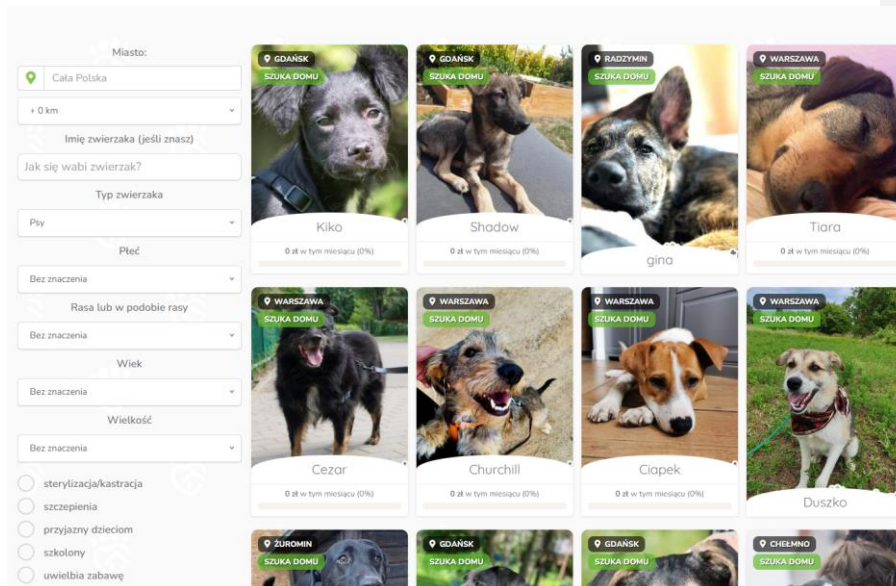 Miasto:
Cała Polska
+ 0 km
Imię zwierzaka (jeśli znasz)
Jak się wabi zwierzak?
Typ zwierzaka
Psy
Płeć
Bez znaczenia
Rasa lub w podobie rasy
Bez znaczenia
Wiek
Bez znaczenia
Wielkość
Bez znaczenia
sterylizacja/kastracja
szczepienia
przyjazny dzieciom
szkolony
uwielbia zabawę
GDAŃSK
SZUKA DOMU
Kiko
0 zł w tym miesiącu (0%)
GDAŃSK
SZUKA DOMU
Shadow
0 zł w tym miesiącu (0%)
RADZYMIN
SZUKA DOMU
gina
WARSZAWA
SZUKA DOMU
Tiara
0 zł w tym miesiącu (0%)
WARSZAWA
SZUKA DOMU
Cezar
0 zł w tym miesiącu (0%)
WARSZAWA
SZUKA DOMU
Churchill
0 zł w tym miesiącu (0%)
WARSZAWA
SZUKA DOMU
Ciapek
0 zł w tym miesiącu (0%)
WARSZAWA
SZUKA DOMU
Duszko
ŻUROMIN
SZUKA DOMU
GDAŃSK
SZUKA DOMU
GDAŃSK
SZUKA DOMU
CHEŁMNO
SZUKA DOMU